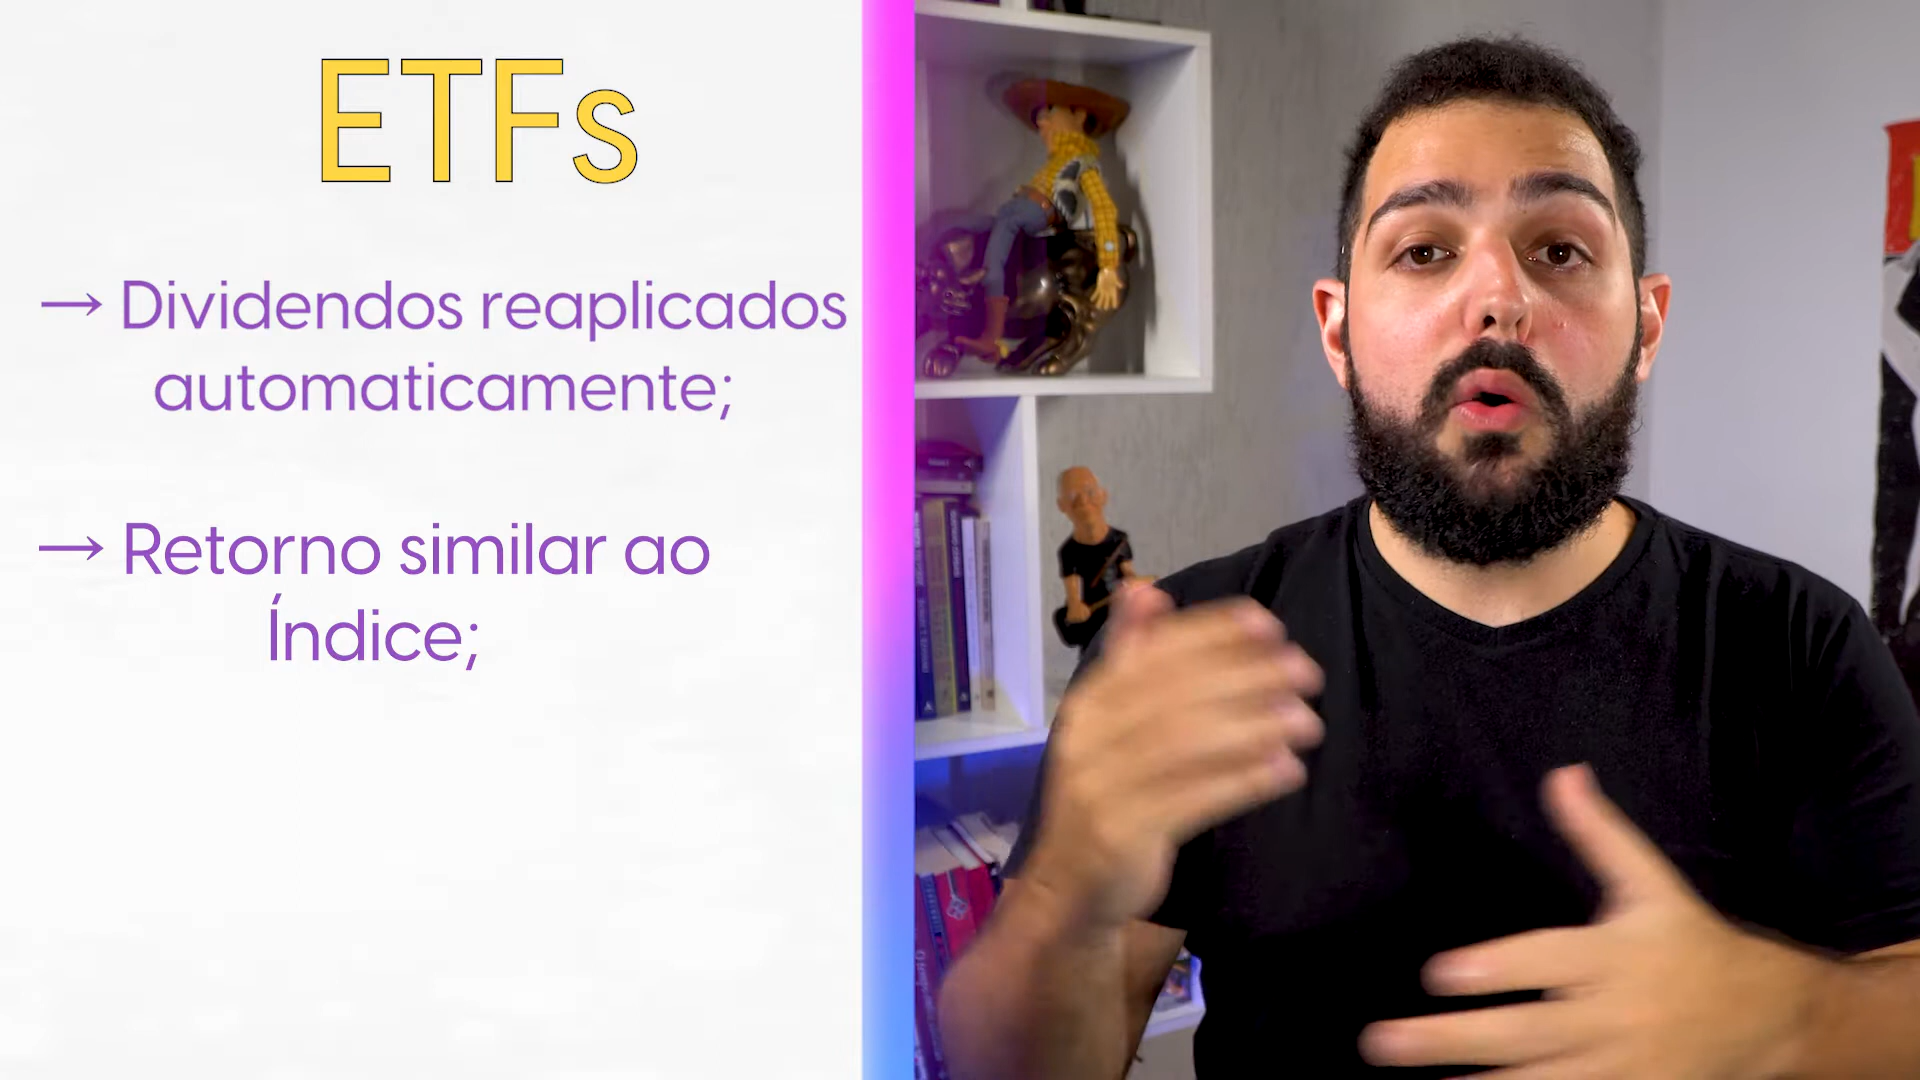 ETFs
→ Dividendos reaplicados
automaticamente;
→ Retorno similar ao
Índice;